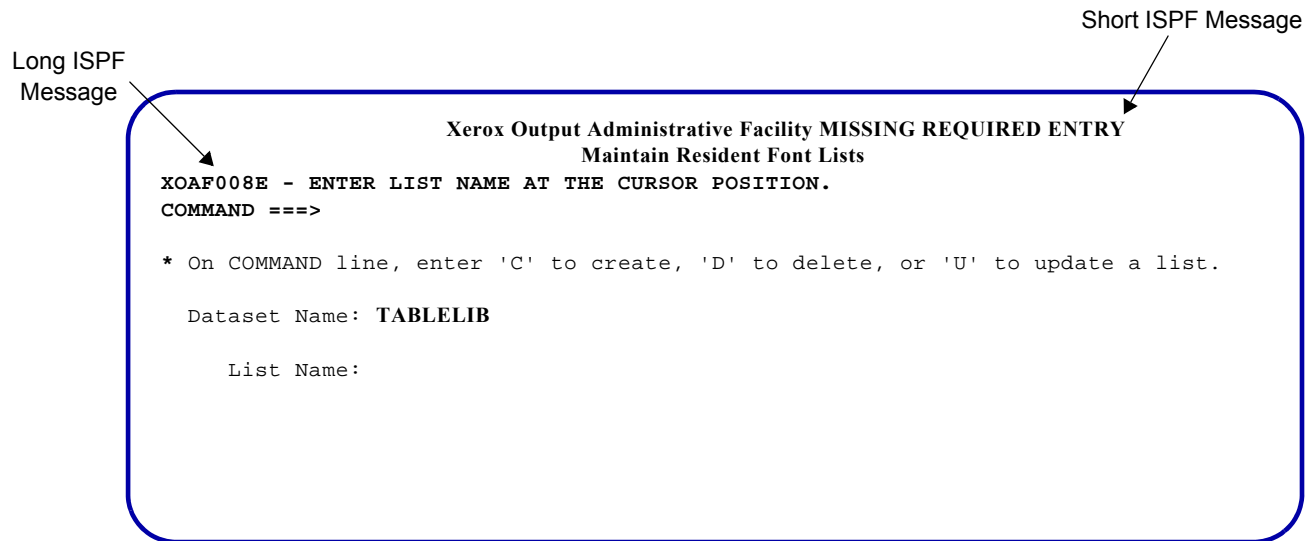 Short ISPF Message
Long ISPF
Message
Xerox Output Administrative Facility MISSING REQUIRED ENTRY
Maintain Resident Font Lists
XOAF008E - ENTER LIST NAME AT THE CURSOR POSITION.
COMMAND ===>
* On COMMAND line, enter 'C' to create, 'D' to delete, or 'U' to update a list.
Dataset Name: TABLELIB
List Name: